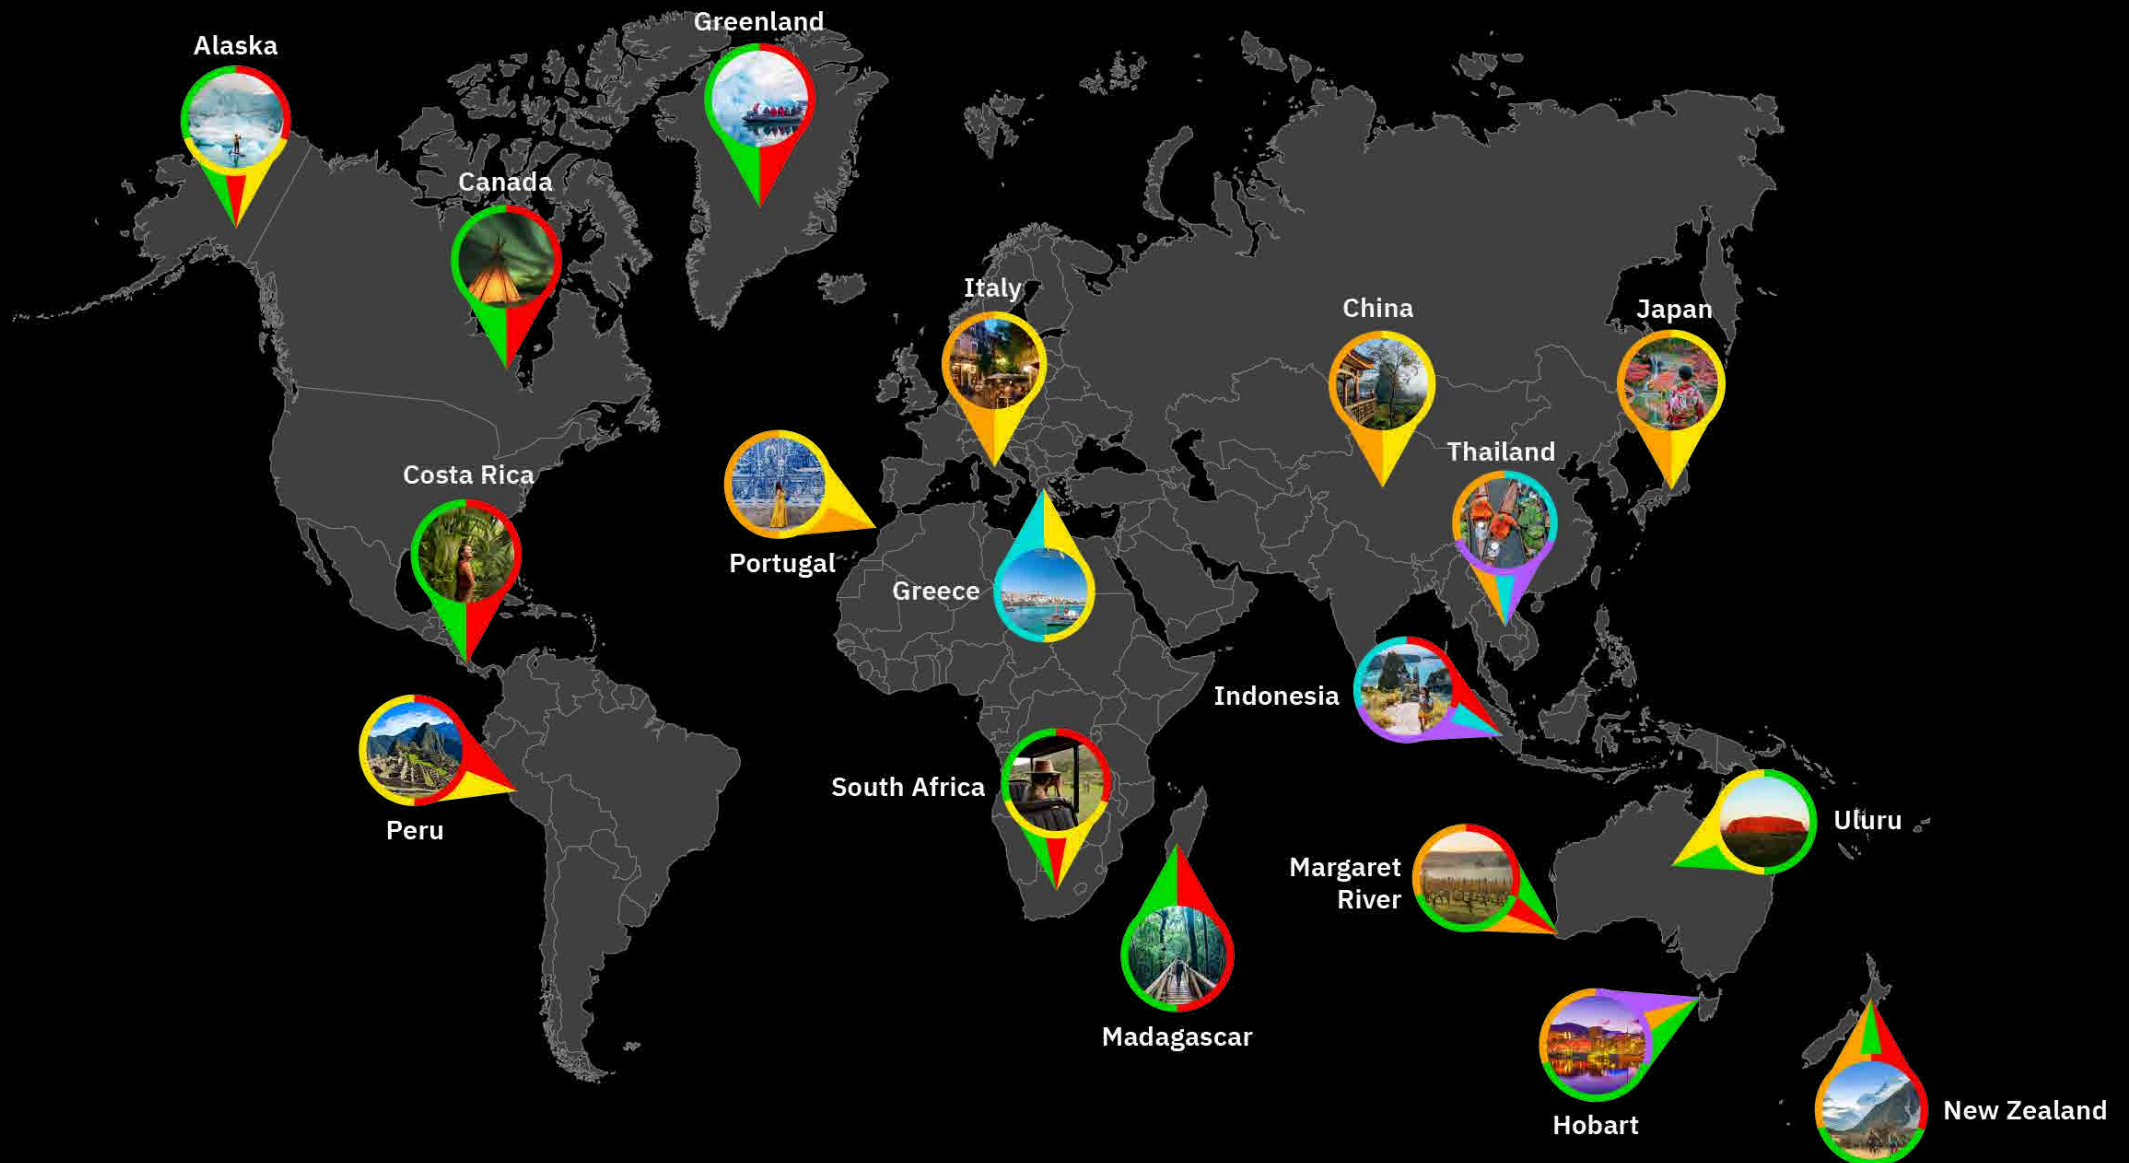 Greenland
Alaska
Canada
Italy
China
Japan
Thailand
Costa Rica
Portugal
Greece
Indonesia
South Africa
Uluru
Peru
Margaret
River
Madagascar
New Zealand
Hobart